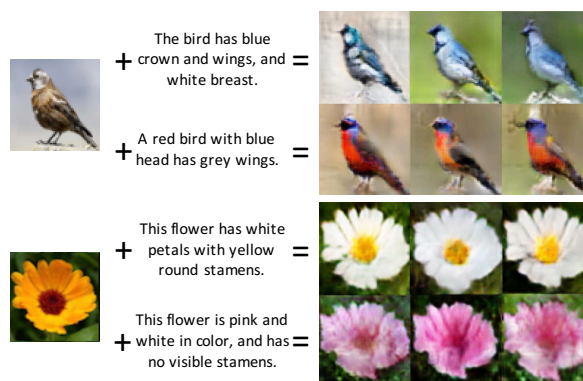 The bird has blue
+ crown and wings, and =
white breast.
+ A red bird with blue =
head has grey wings.
This flower has white
+ petals with yellow =
round stamens.
This flower is pink and
+ white in color, and has =
no visible stamens.